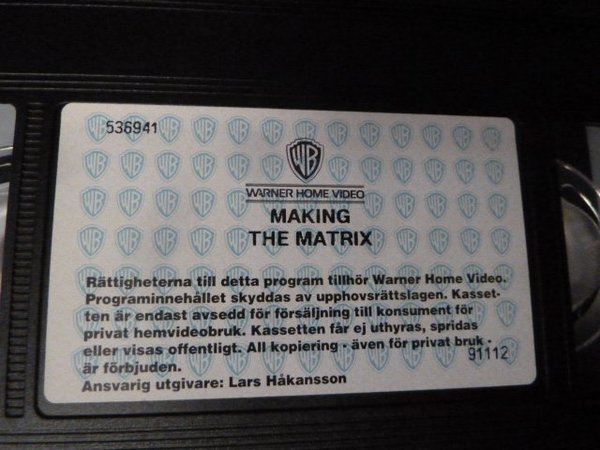 536941
WB
WARNER HOME VIDEO
MAKING
THE MATRIX
Rättigheterna till detta program tillhör Warner Home Video.
Programinnehållet skyddas av upphovsrättslagen. Kasset-
ten är endast avsedd för försäljning till konsument för
privat hemvideobruk. Kassetten får ej uthyras, spridas
eller visas offentligt. All kopiering - även för privat bruk -
är förbjuden.
91112
Ansvarig utgivare: Lars Håkansson